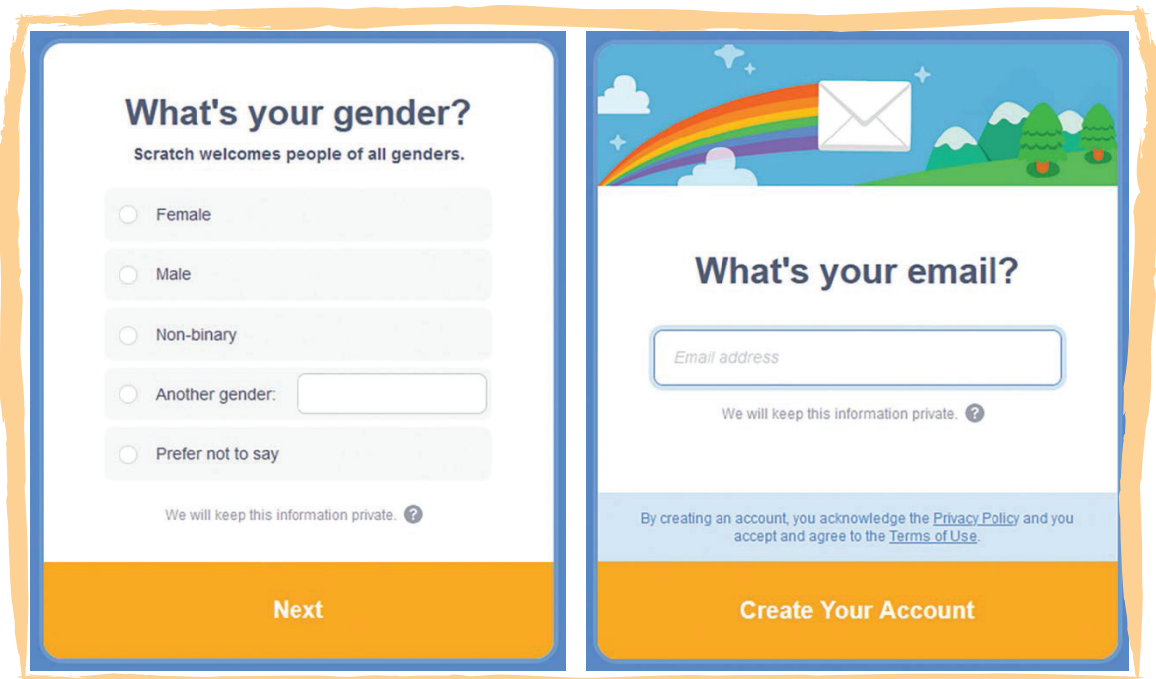 What's your gender?
Scratch welcomes people of all genders.
Female
Male
Non-binary
Another gender:
Prefer not to say
We will keep this information private. ?
Next
What's your email?
Email address
We will keep this information private. ?
By creating an account, you acknowledge the Privacy Policy and you
accept and agree to the Terms of Use.
Create Your Account